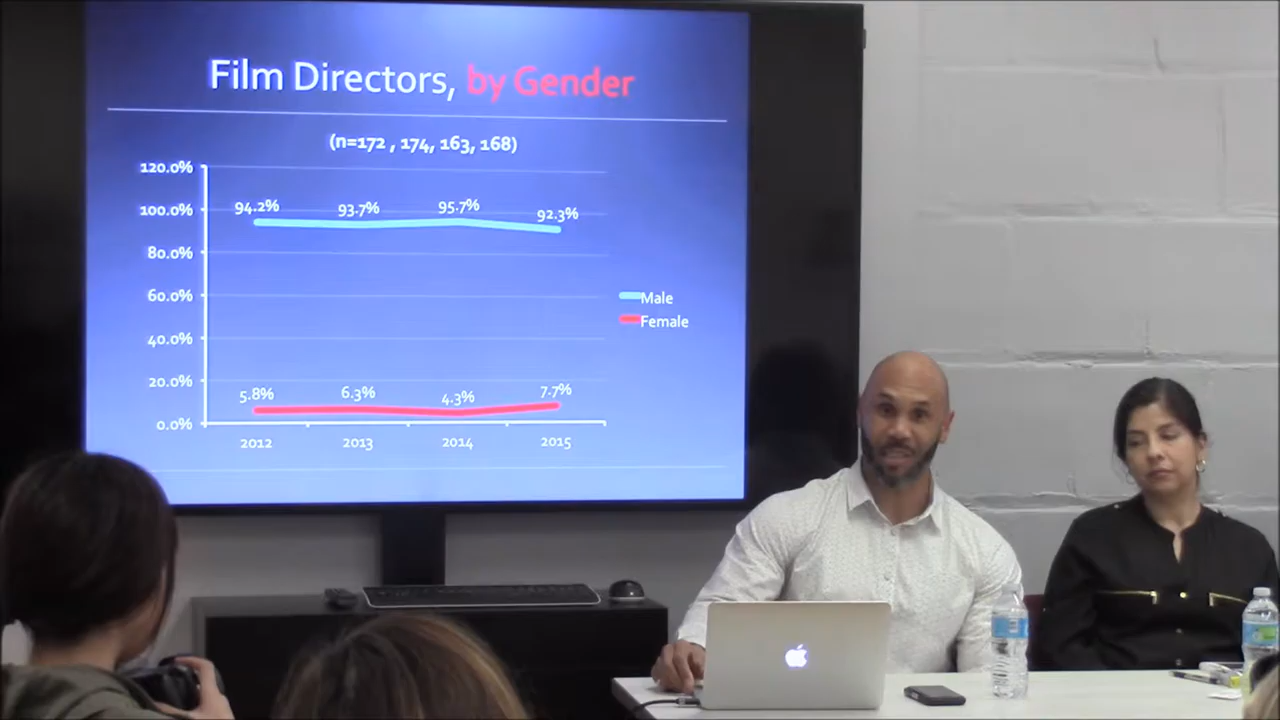 Film Directors, by Gender
(n=172 , 174, 163, 168)
120.0%
100.0%
80.0%
60.0%
40.0%
20.0%
0.0%
94.2% 93.7% 95.7% 92.3%
Male
Female
5.8% 6.3% 4.3% 7.7%
2012 2013 2014 2015